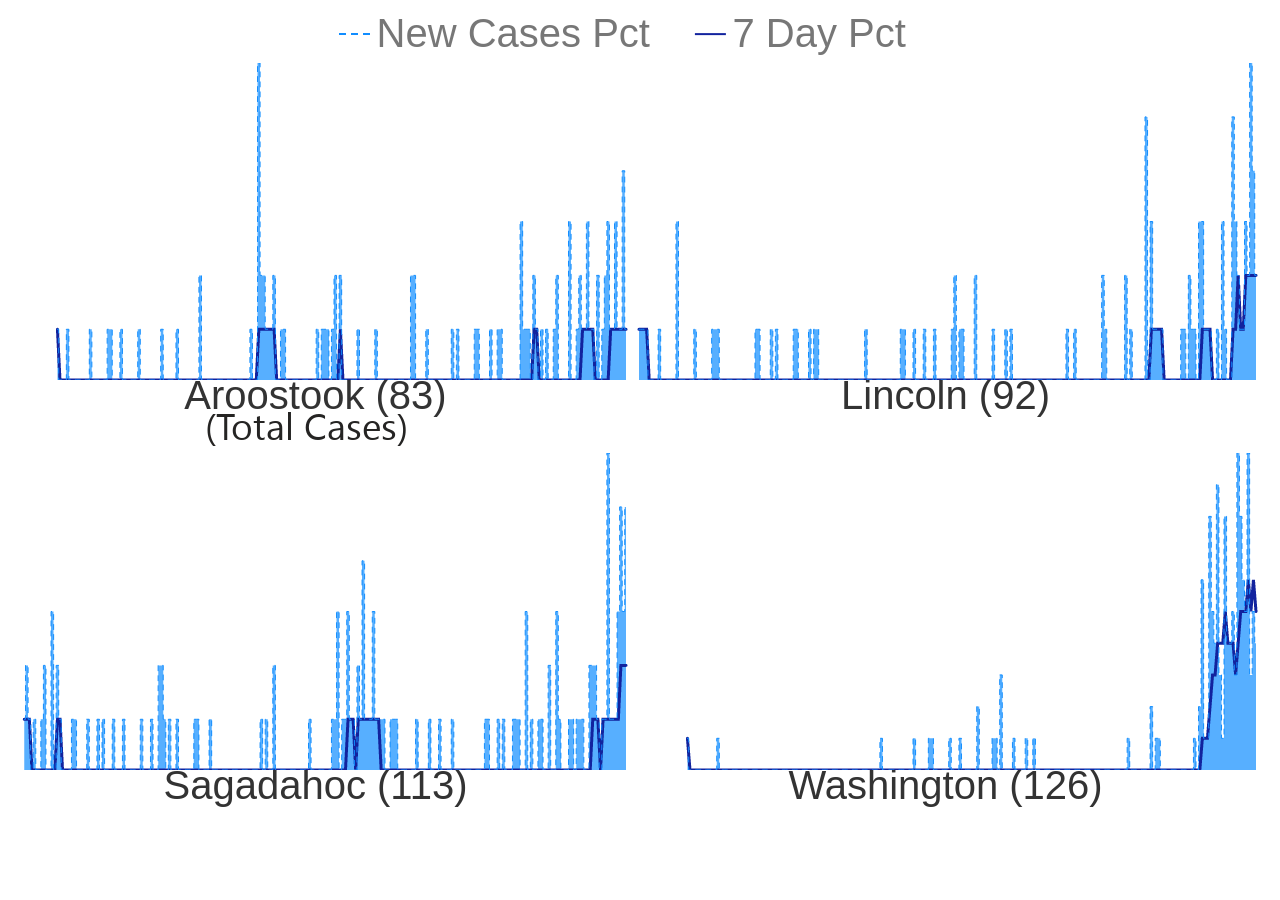 New Cases Pct 7 Day Pct
Aroostook (83) Lincoln (92)
(Total Cases)
Sagadahoc (113) Washington (126)